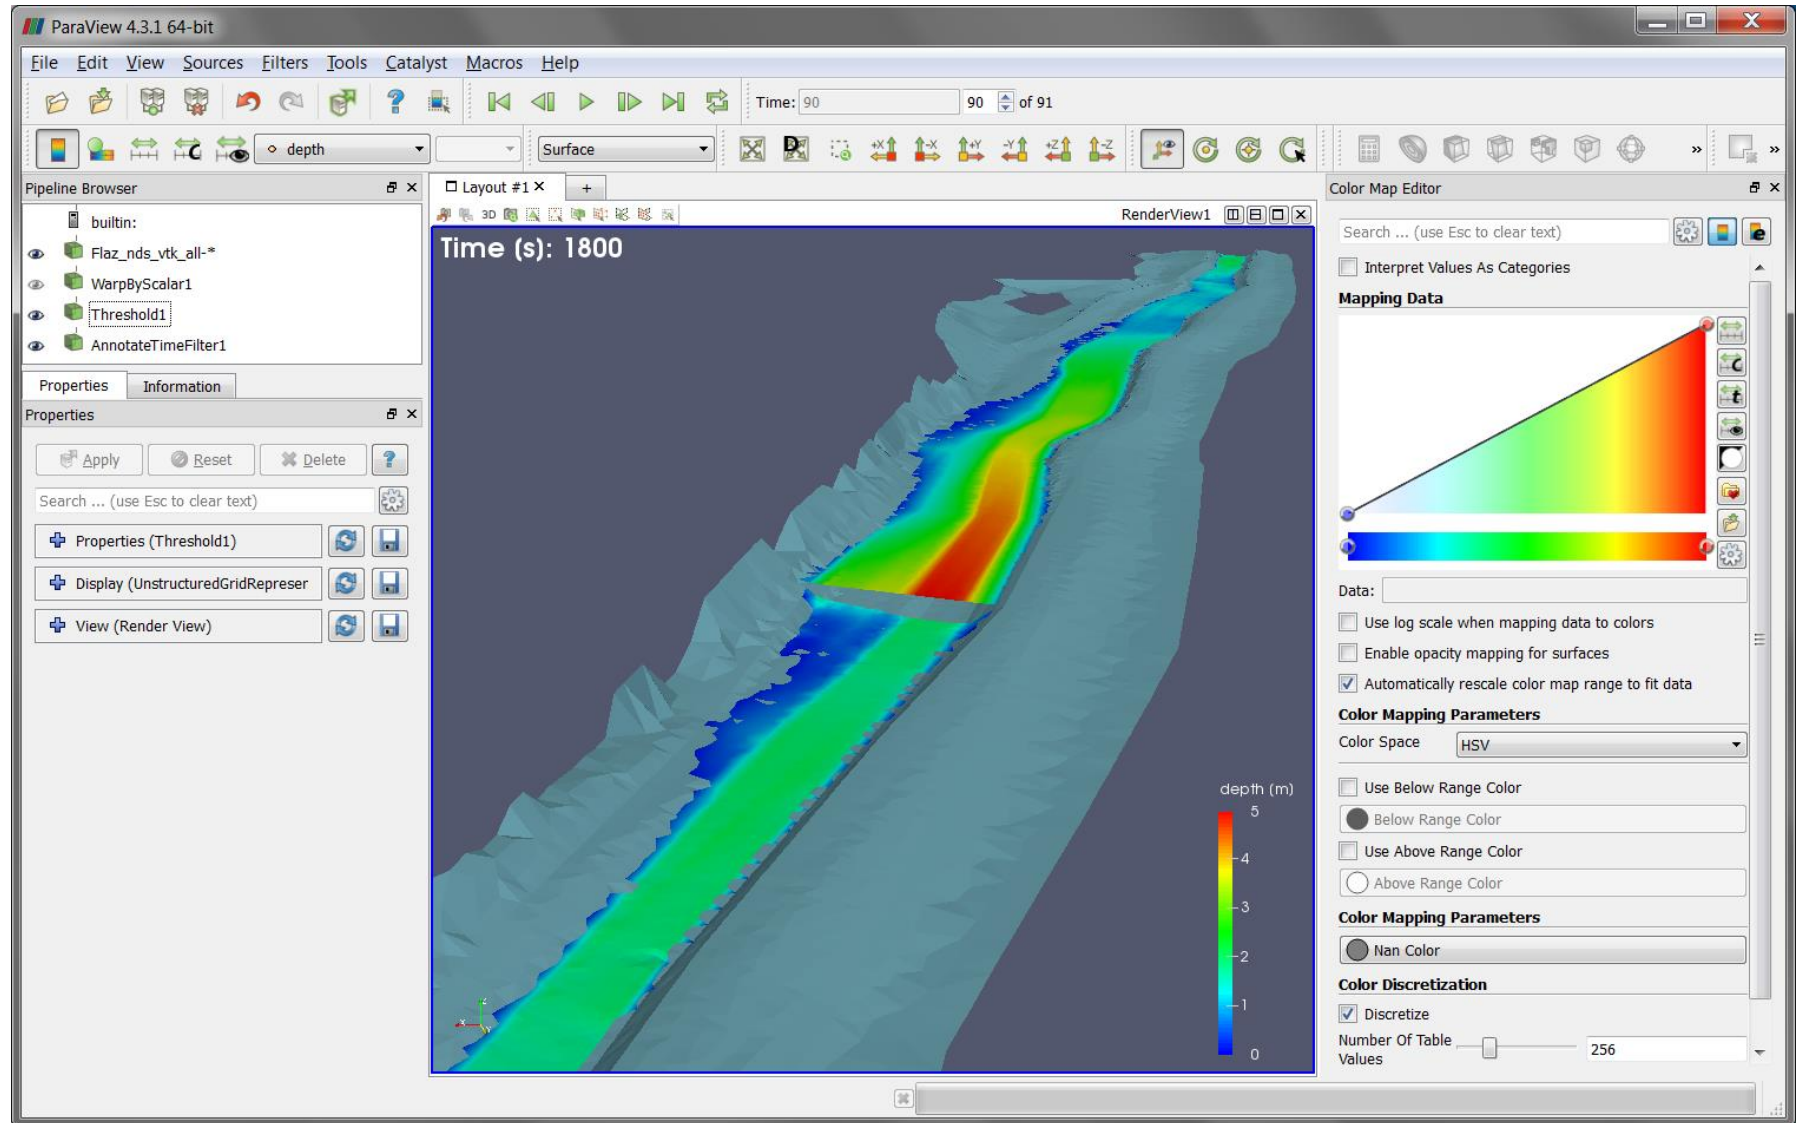 ParaView 4.3.1 64-bit
File Edit View Sources Filters Tools Catalyst Macros Help
Time: 90 90 of 91
depth Surface +X -X +Y -Y +Z -Z » »
Pipeline Browser
builtin:
Flaz_nds_vtk_all-*
WarpByScalar1
Threshold1
AnnotateTimeFilter1
Properties Information
Properties
Apply Reset Delete ?
Search ... (use Esc to clear text)
Properties (Threshold1)
Display (UnstructuredGridRepreser
View (Render View)
Layout #1 × +
3D RenderView1
Time (s): 1800
depth (m)
5
4
3
2
1
0
Z
X Y
Color Map Editor
Search ... (use Esc to clear text) e
Interpret Values As Categories
Mapping Data
C
t
Data:
Use log scale when mapping data to colors
Enable opacity mapping for surfaces
Automatically rescale color map range to fit data
Color Mapping Parameters
Color Space HSV
Use Below Range Color
Below Range Color
Use Above Range Color
Above Range Color
Color Mapping Parameters
Nan Color
Color Discretization
Discretize
Number Of Table
Values 256